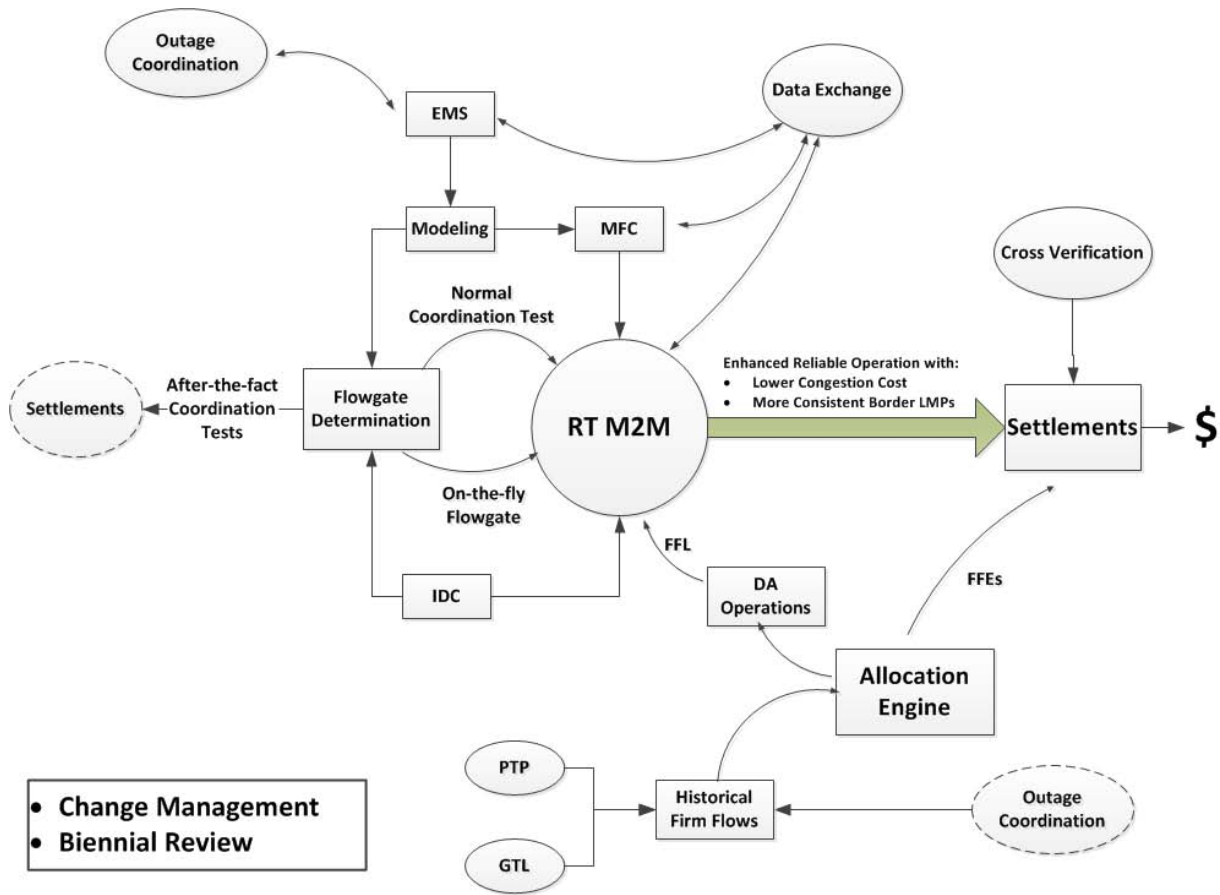 Outage
Coordination
EMS
Data Exchange
Modeling
MFC
Cross Verification
Normal
Coordination Test
Enhanced Reliable Operation with:
• Lower Congestion Cost
• More Consistent Border LMPs
Settlements
After-the-fact
Coordination
Tests
Flowgate
Determination
RT M2M
Settlements
$
On-the-fly
Flowgate
FFL
FFEs
IDC
DA
Operations
Allocation
Engine
PTP
Historical
Firm Flows
Outage
Coordination
GTL
• Change Management
• Biennial Review